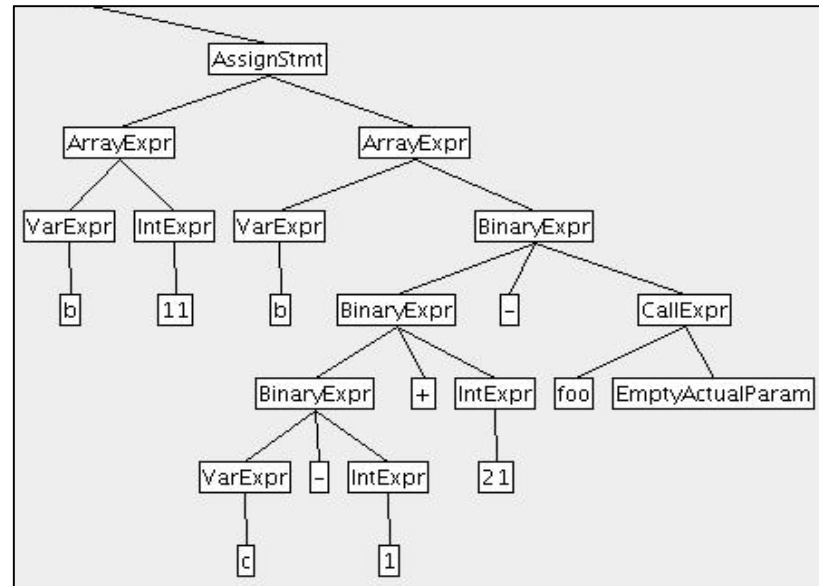 AssignStmt
ArrayExpr ArrayExpr
VarExpr IntExpr VarExpr BinaryExpr
b 11 b BinaryExpr - CallExpr
BinaryExpr + IntExpr foo EmptyActualParam
VarExpr - IntExpr 21
c 1